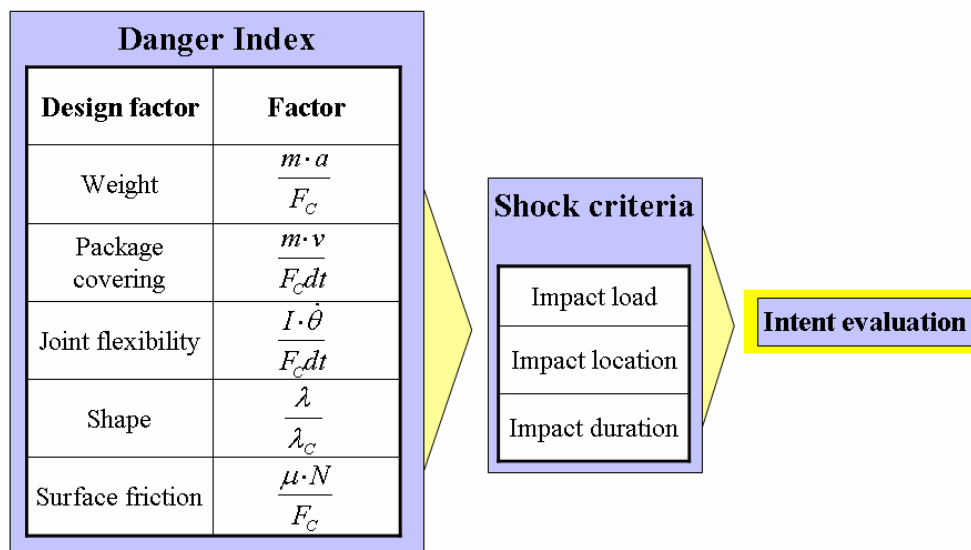 Danger Index
Design factor Factor
Weight m · a / F_C
Package covering m · v / F_C dt
Joint flexibility I · θ̇ / F_C dt
Shape λ / λ_C
Surface friction μ · N / F_C
Shock criteria
Impact load
Impact location
Impact duration
Intent evaluation